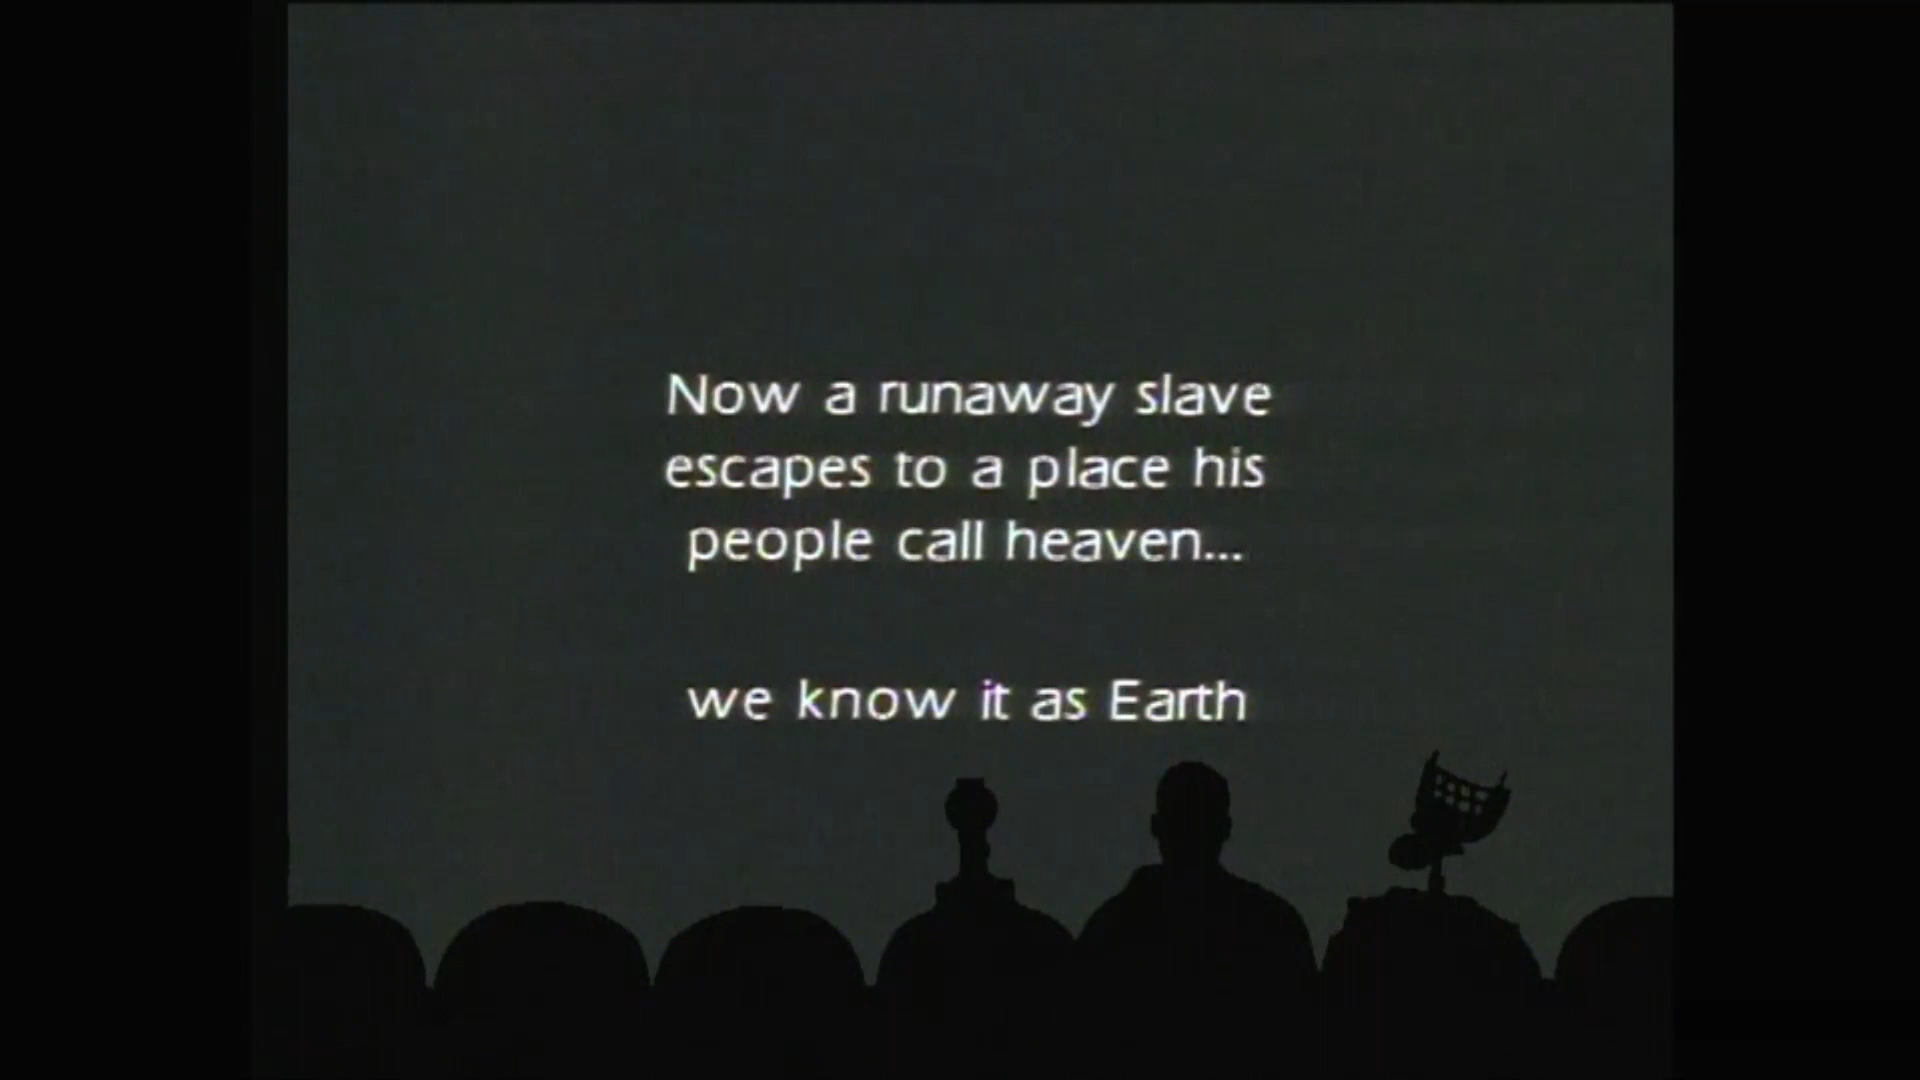 Now a runaway slave
escapes to a place his
people call heaven...
we know it as Earth